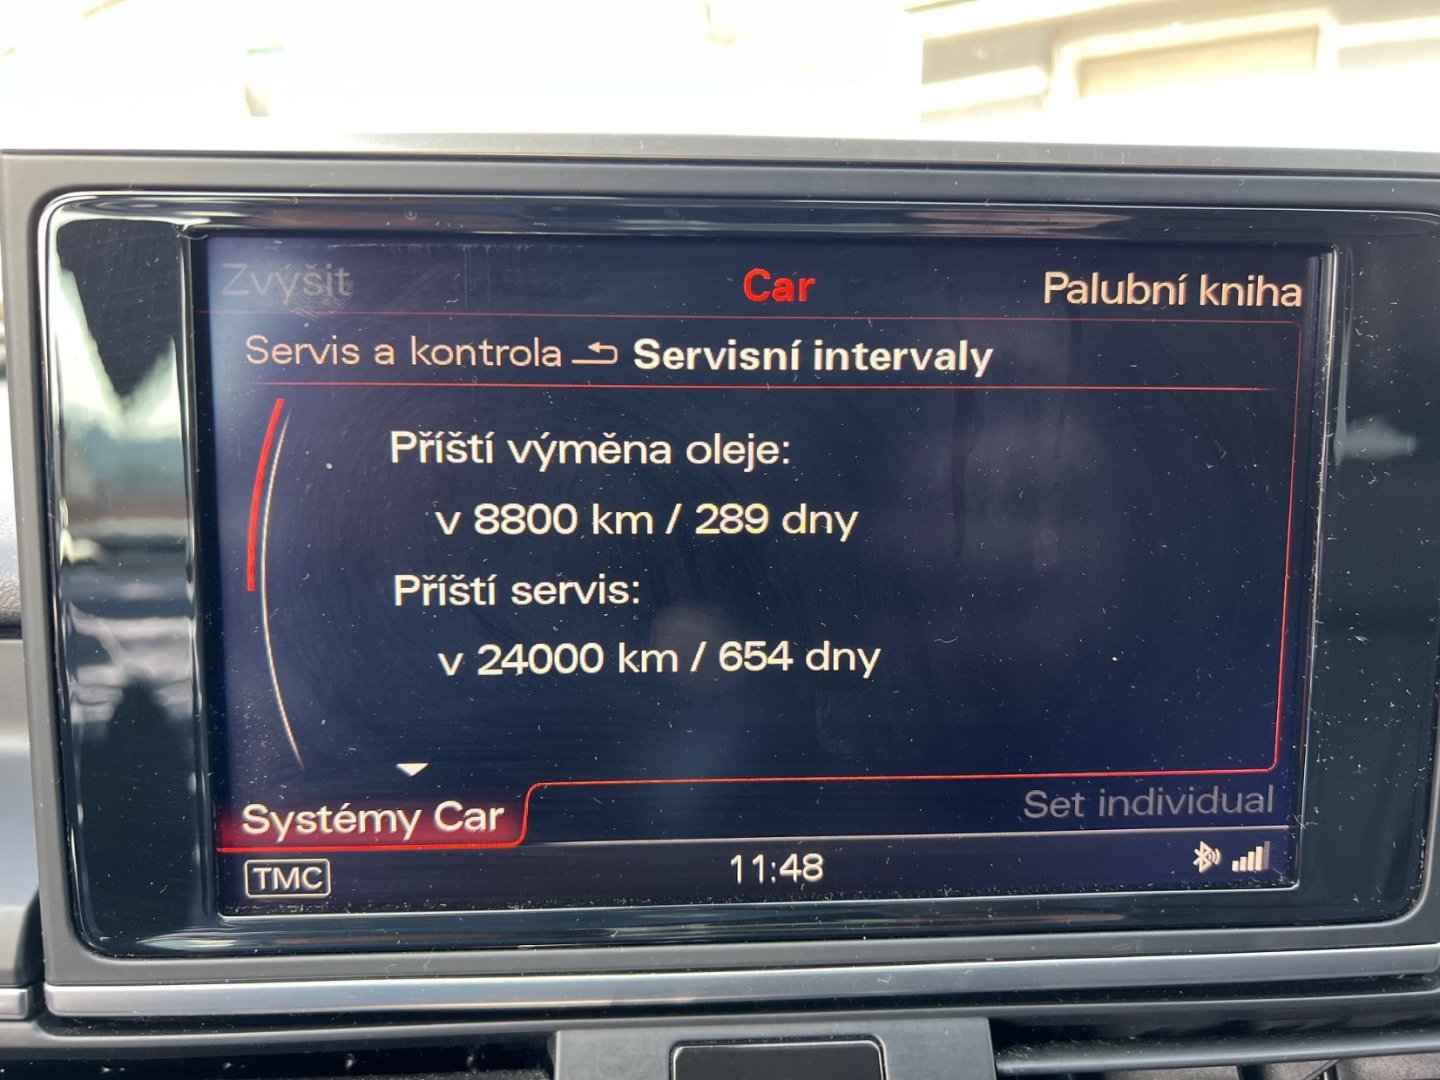 Zvýšit Car Palubní kniha
Servis a kontrola Servisní intervaly
Příští výměna oleje:
v 8800 km / 289 dny
Příští servis:
v 24000 km / 654 dny
Systémy Car Set individual
TMC 11:48